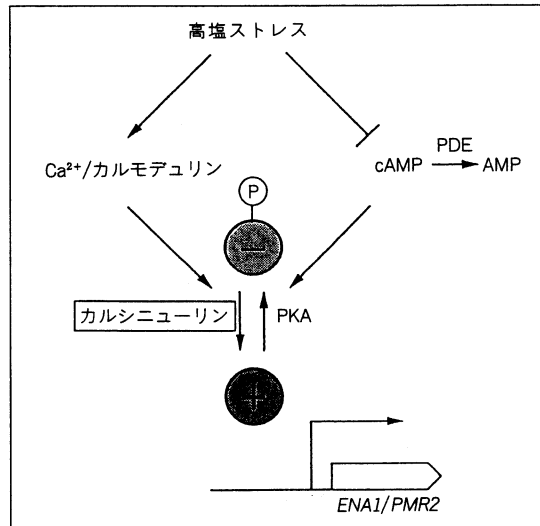 高塩ストレス
PDE
Ca²⁺/カルモデュリン
cAMP
AMP
P
−
カルシニューリン
PKA
+
ENA1/PMR2